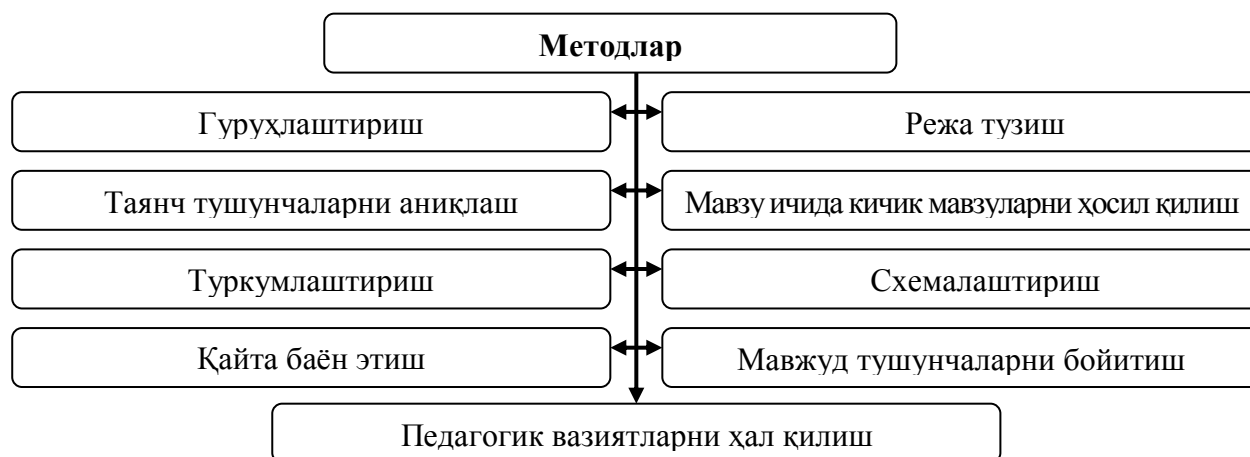 Методлар
Гуруҳлаштириш
Режа тузиш
Таянч тушунчаларни аниқлаш
Мавзу ичида кичик мавзуларни ҳосил қилиш
Туркумлаштириш
Схемалаштириш
Қайта баён этиш
Мавжуд тушунчаларни бойитиш
Педагогик вазиятларни ҳал қилиш